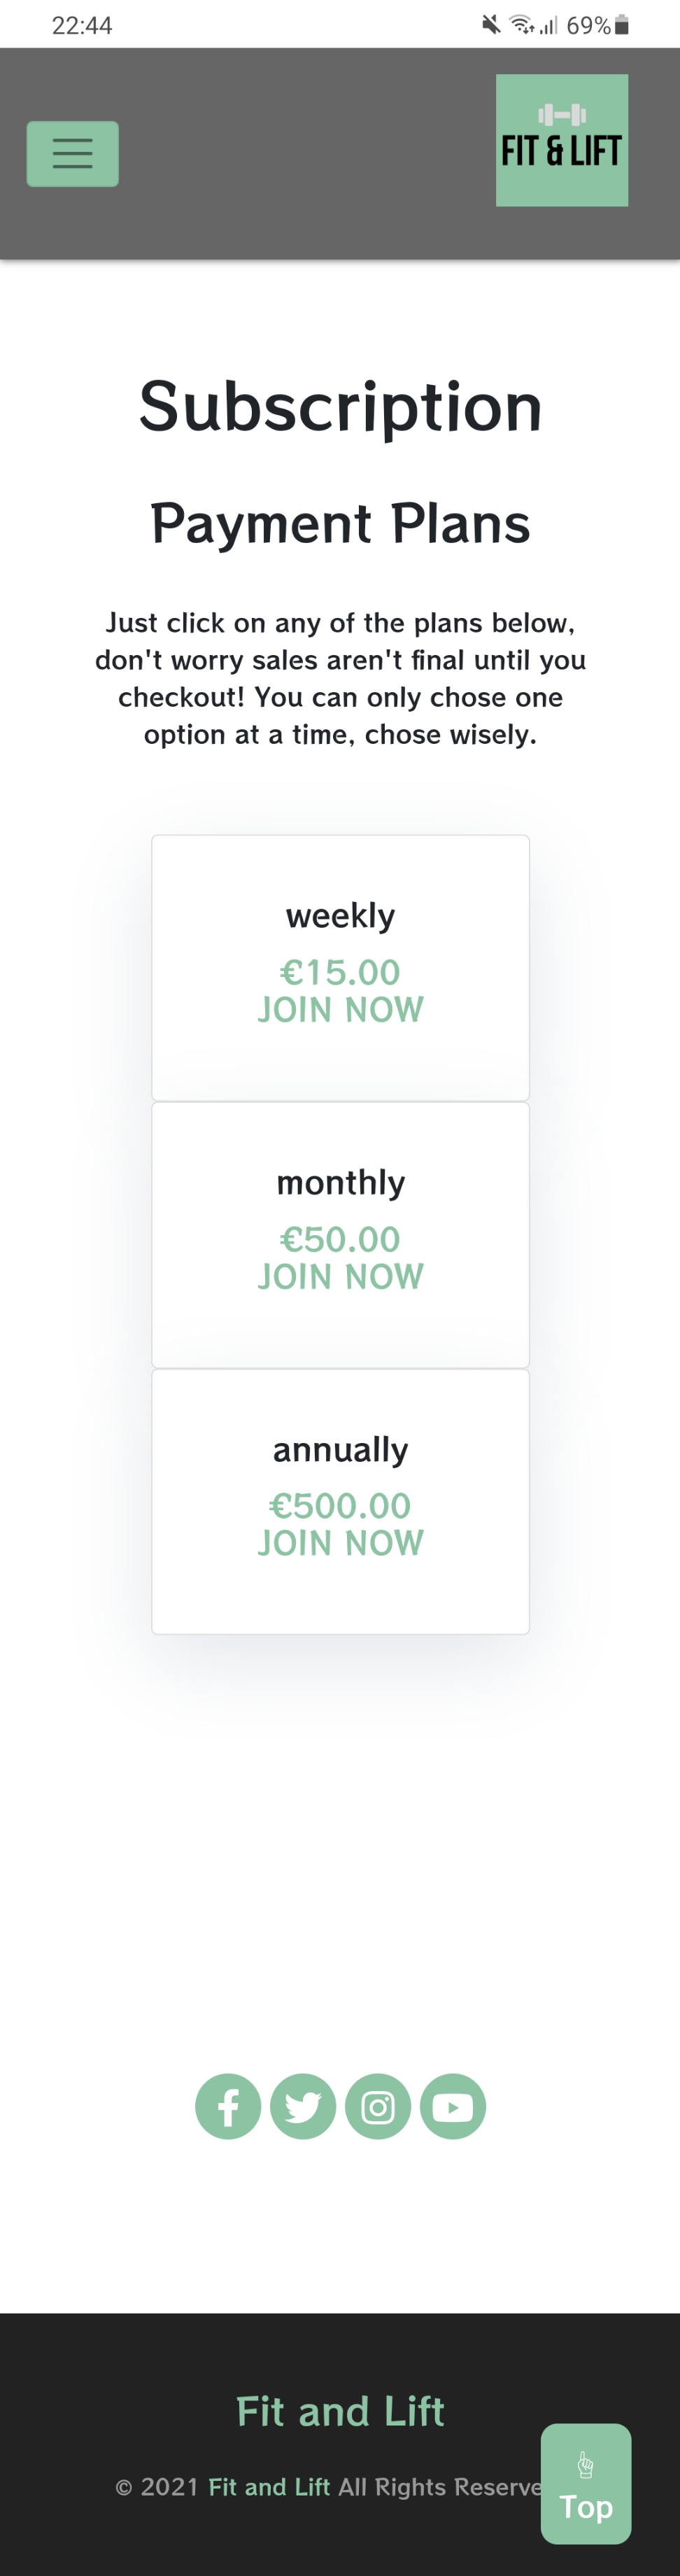 22:44
69%
FIT & LIFT
Subscription
Payment Plans
Just click on any of the plans below,
don't worry sales aren't final until you
checkout! You can only chose one
option at a time, chose wisely.
weekly
€15.00
JOIN NOW
monthly
€50.00
JOIN NOW
annually
€500.00
JOIN NOW
Fit and Lift
© 2021 Fit and Lift All Rights Reserve
Top